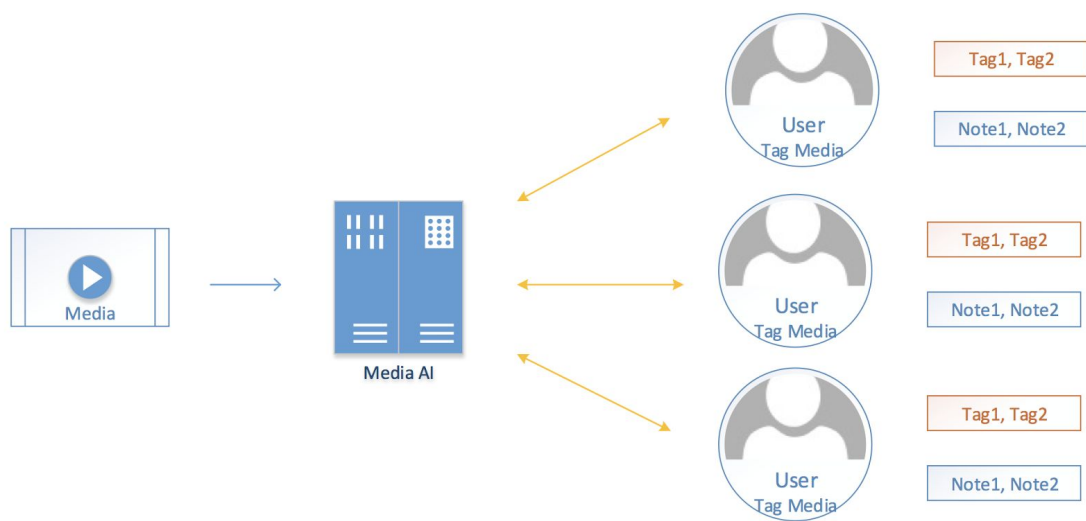 Media
Media AI
User
Tag Media
Tag1, Tag2
Note1, Note2
User
Tag Media
Tag1, Tag2
Note1, Note2
User
Tag Media
Tag1, Tag2
Note1, Note2